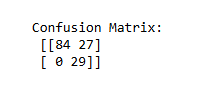 Confusion Matrix:
[[84 27]
[ 0 29]]